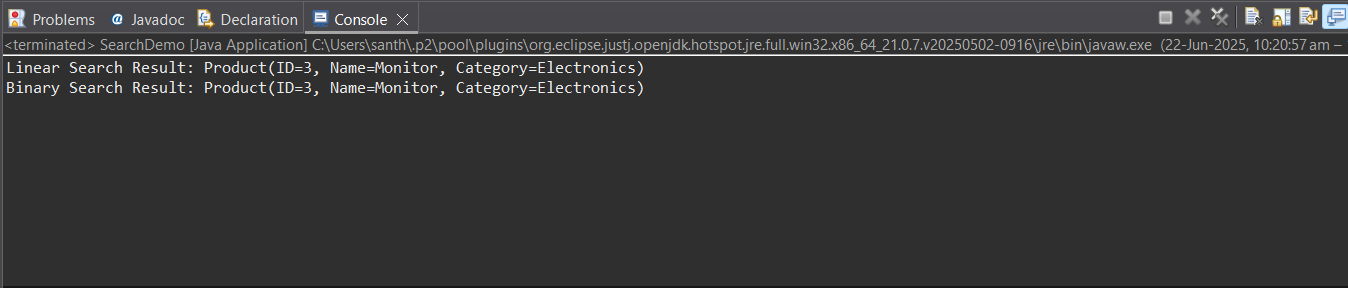 Problems @ Javadoc Declaration Console
<terminated> SearchDemo [Java Application] C:\Users\santh\.p2\pool\plugins\org.eclipse.justj.openjdk.hotspot.jre.full.win32.x86_64_21.0.7.v20250502-0916\jre\bin\javaw.exe (22-Jun-2025, 10:20:57 am –
Linear Search Result: Product(ID=3, Name=Monitor, Category=Electronics)
Binary Search Result: Product(ID=3, Name=Monitor, Category=Electronics)